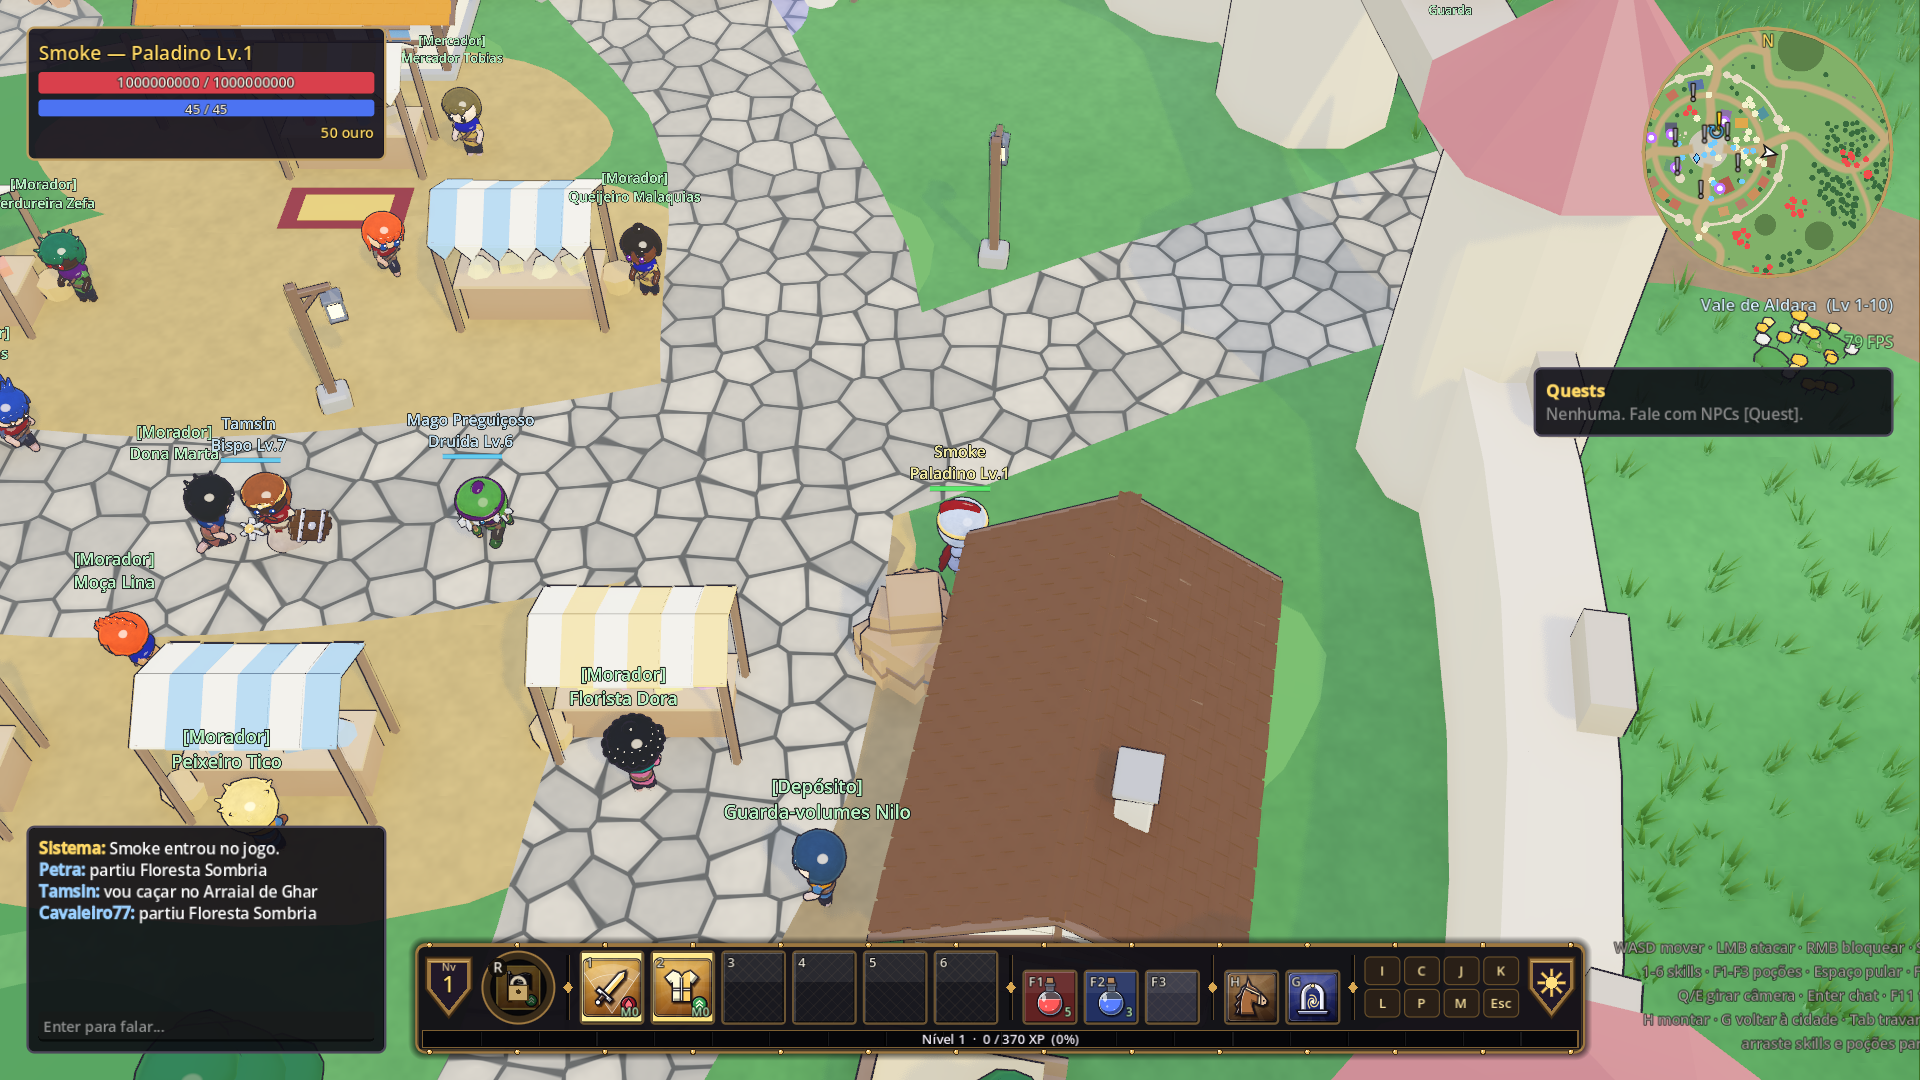 Guarda
Smoke — Paladino Lv.1
1000000000 / 1000000000
45 / 45
50 ouro
[Mercador]
Mercador Tobias
N
[Morador]
erdureira Zefa
[Morador]
Queijeiro Malaquias
Vale de Aldara (Lv 1-10)
79 FPS
r]
s
Quests
Nenhuma. Fale com NPCs [Quest].
[Morador]
Dona Marta
Tamsin
Bispo Lv.7
Mago Preguiçoso
Druida Lv.6
Smoke
Paladino Lv.1
[Morador]
Moça Lina
[Morador]
Florista Dora
[Morador]
Peixeiro Tico
[Depósito]
Guarda-volumes Nilo
Sistema: Smoke entrou no jogo.
Petra: partiu Floresta Sombria
Tamsin: vou caçar no Arraial de Ghar
Cavaleiro77: partiu Floresta Sombria
Enter para falar...
Nv
1
R
1
M0
2
M0
3
4
5
6
F1
5
F2
3
F3
H
G
I
C
J
K
L
P
M
Esc
Nível 1 · 0 / 370 XP (0%)
WASD mover · LMB atacar · RMB bloquear · S
1-6 skills · F1-F3 poções · Espaço pular · F
Q/E girar câmera · Enter chat · F11
H montar · G voltar à cidade · Tab travar
arraste skills e poções par